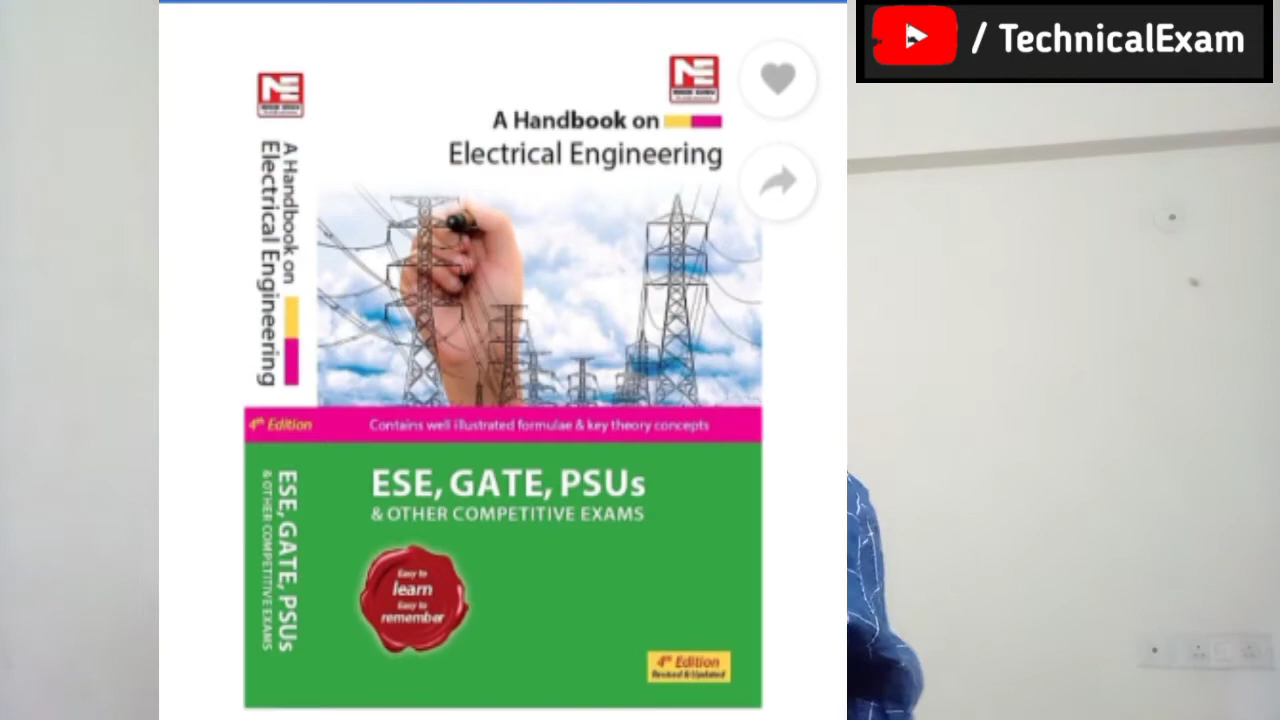 / TechnicalExam
A Handbook on
Electrical Engineering
A Handbook on
Electrical Engineering
4th Edition
Contains well illustrated formulae & key theory concepts
ESE, GATE, PSUs
& OTHER COMPETITIVE EXAMS
ESE, GATE, PSUs
& OTHER COMPETITIVE EXAMS
Easy to
learn
Easy to
remember
4th Edition
Revised & Updated